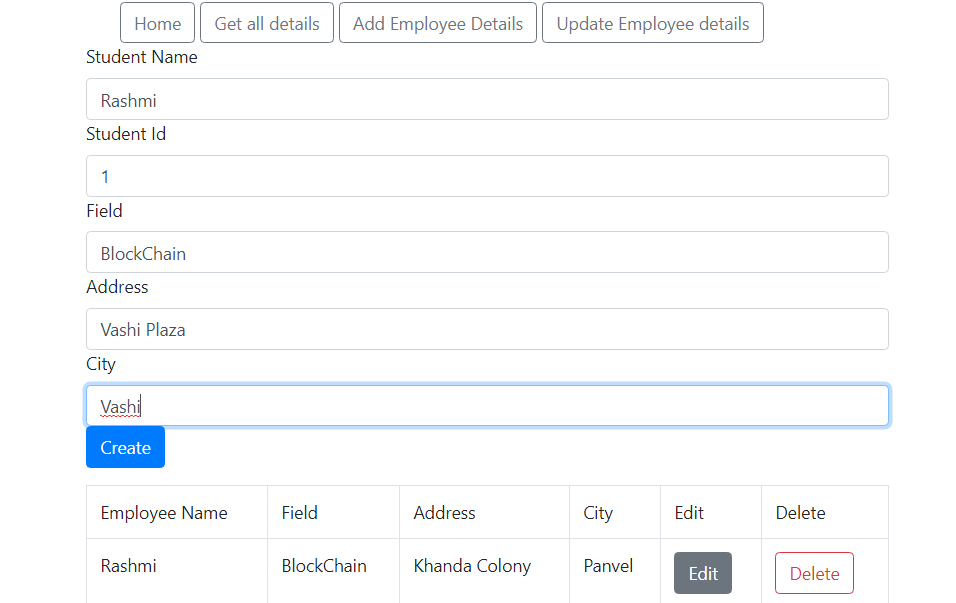 Home Get all details Add Employee Details Update Employee details
Student Name
Rashmi
Student Id
1
Field
BlockChain
Address
Vashi Plaza
City
Vashi
Create
Employee Name Field Address City Edit Delete
Rashmi BlockChain Khanda Colony Panvel Edit Delete